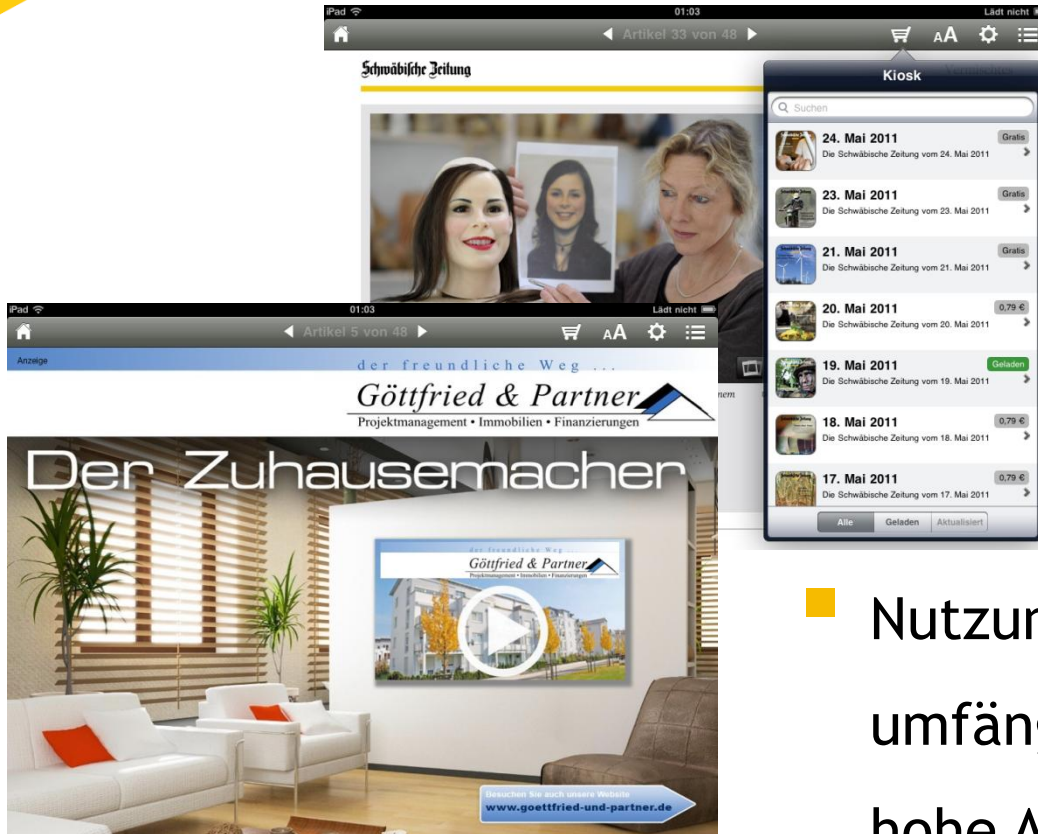 iPad 01:03 Lädt nicht
Artikel 33 von 48
AA
Schwäbische Zeitung
Vermischtes
Kiosk
Suchen
24. Mai 2011 Gratis
Die Schwäbische Zeitung vom 24. Mai 2011
23. Mai 2011 Gratis
Die Schwäbische Zeitung vom 23. Mai 2011
21. Mai 2011 Gratis
Die Schwäbische Zeitung vom 21. Mai 2011
20. Mai 2011 0,79 €
Die Schwäbische Zeitung vom 20. Mai 2011
19. Mai 2011 Geladen
Die Schwäbische Zeitung vom 19. Mai 2011
18. Mai 2011 0,79 €
Die Schwäbische Zeitung vom 18. Mai 2011
17. Mai 2011 0,79 €
Die Schwäbische Zeitung vom 17. Mai 2011
Alle Geladen Aktualisiert
iPad 01:03 Lädt nicht
Artikel 5 von 48
AA
Anzeige
der freundliche Weg ...
Göttfried & Partner
Projektmanagement • Immobilien • Finanzierungen
Der Zuhausemacher
der freundliche Weg ...
Göttfried & Partner
Projektmanagement • Immobilien • Finanzierungen
Besuchen Sie auch unsere Website
www.goettfried-und-partner.de
Nutzun
umfäng
hohe A